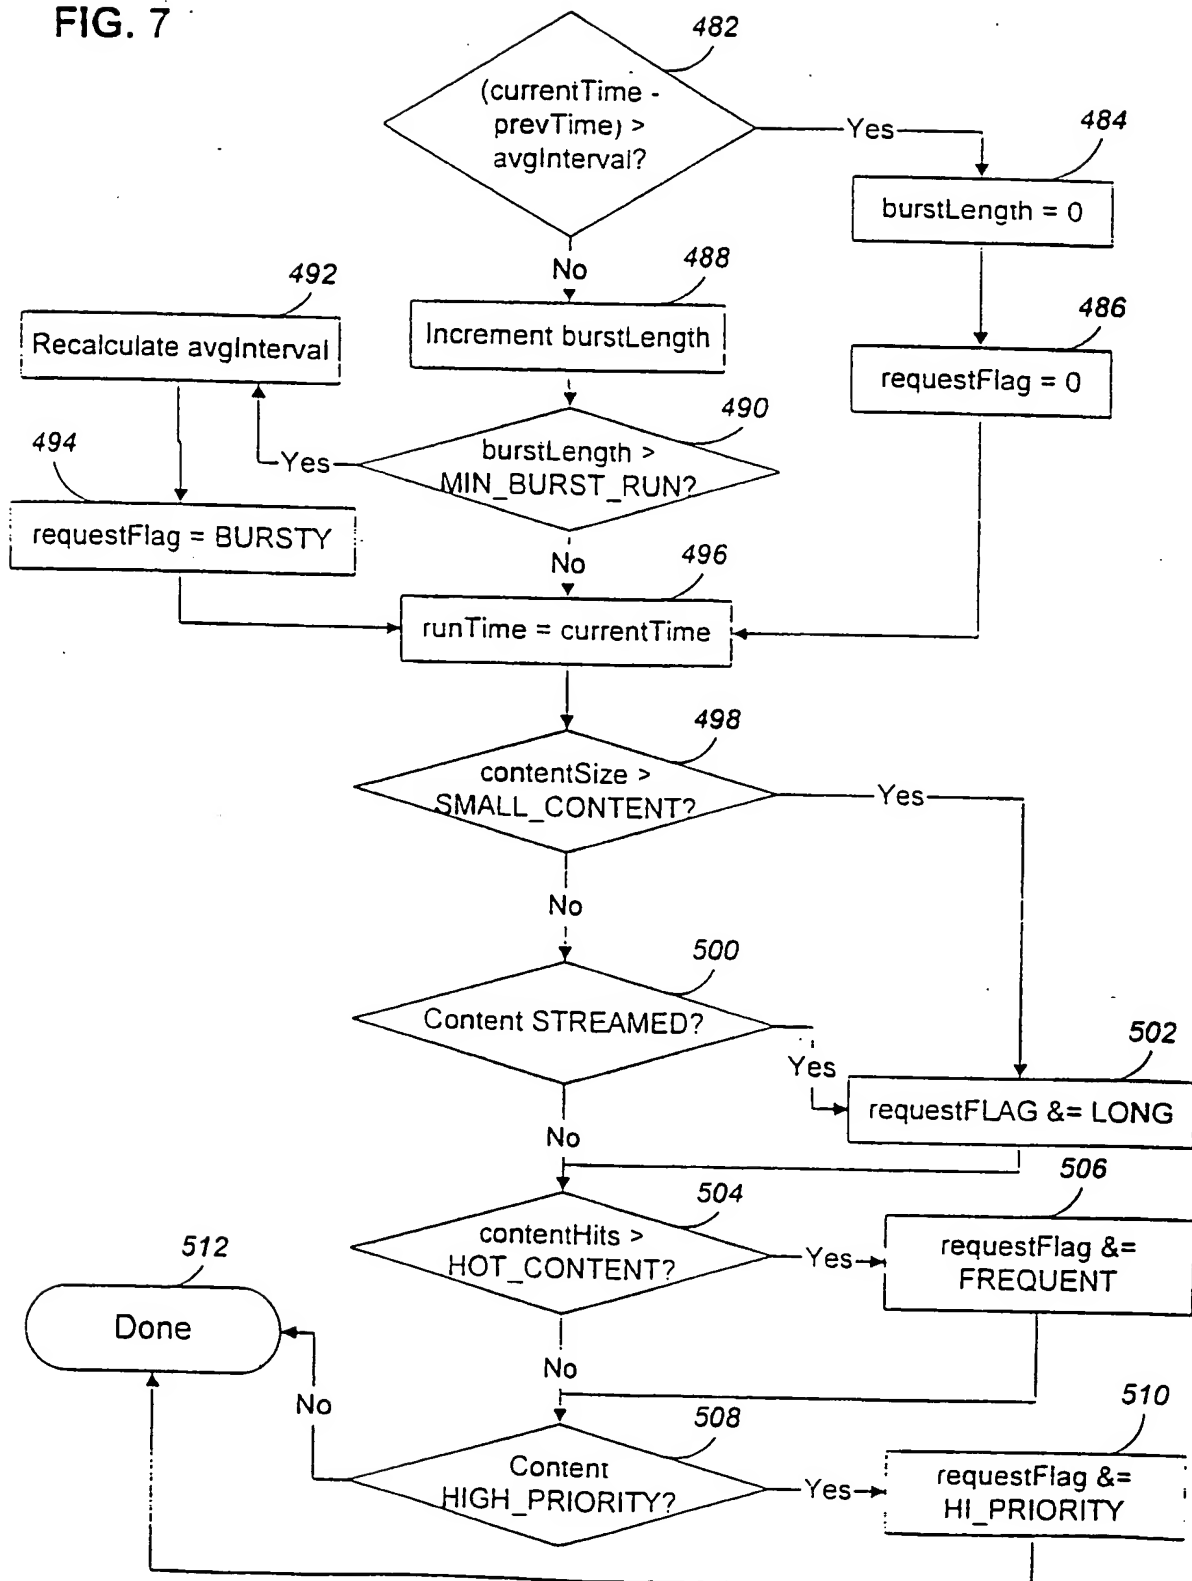 FIG. 7
482
(currentTime -
prevTime) >
avgInterval?
Yes
484
burstLength = 0
No
488
492
Increment burstLength
486
Recalculate avgInterval
requestFlag = 0
490
burstLength >
MIN_BURST_RUN?
Yes
494
requestFlag = BURSTY
No
496
runTime = currentTime
498
contentSize >
SMALL_CONTENT?
Yes
No
500
Content STREAMED?
Yes
502
requestFLAG &= LONG
No
504
506
contentHits >
HOT_CONTENT?
Yes
requestFlag &=
FREQUENT
512
Done
No
No
508
510
Content
HIGH_PRIORITY?
Yes
requestFlag &=
HI_PRIORITY